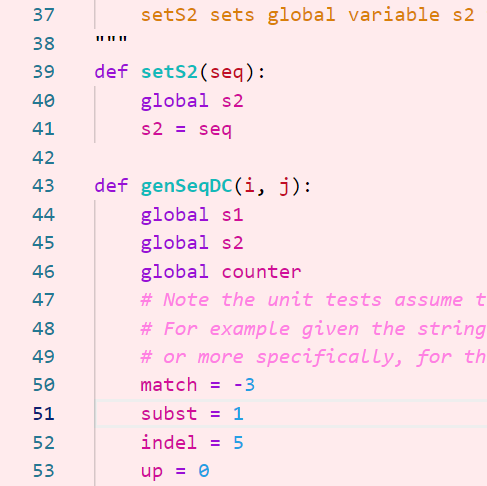 37 setS2 sets global variable s2
38 """
39 def setS2(seq):
40 global s2
41 s2 = seq
42
43 def genSeqDC(i, j):
44 global s1
45 global s2
46 global counter
47 # Note the unit tests assume t
48 # For example given the string
49 # or more specifically, for th
50 match = -3
51 subst = 1
52 indel = 5
53 up = 0